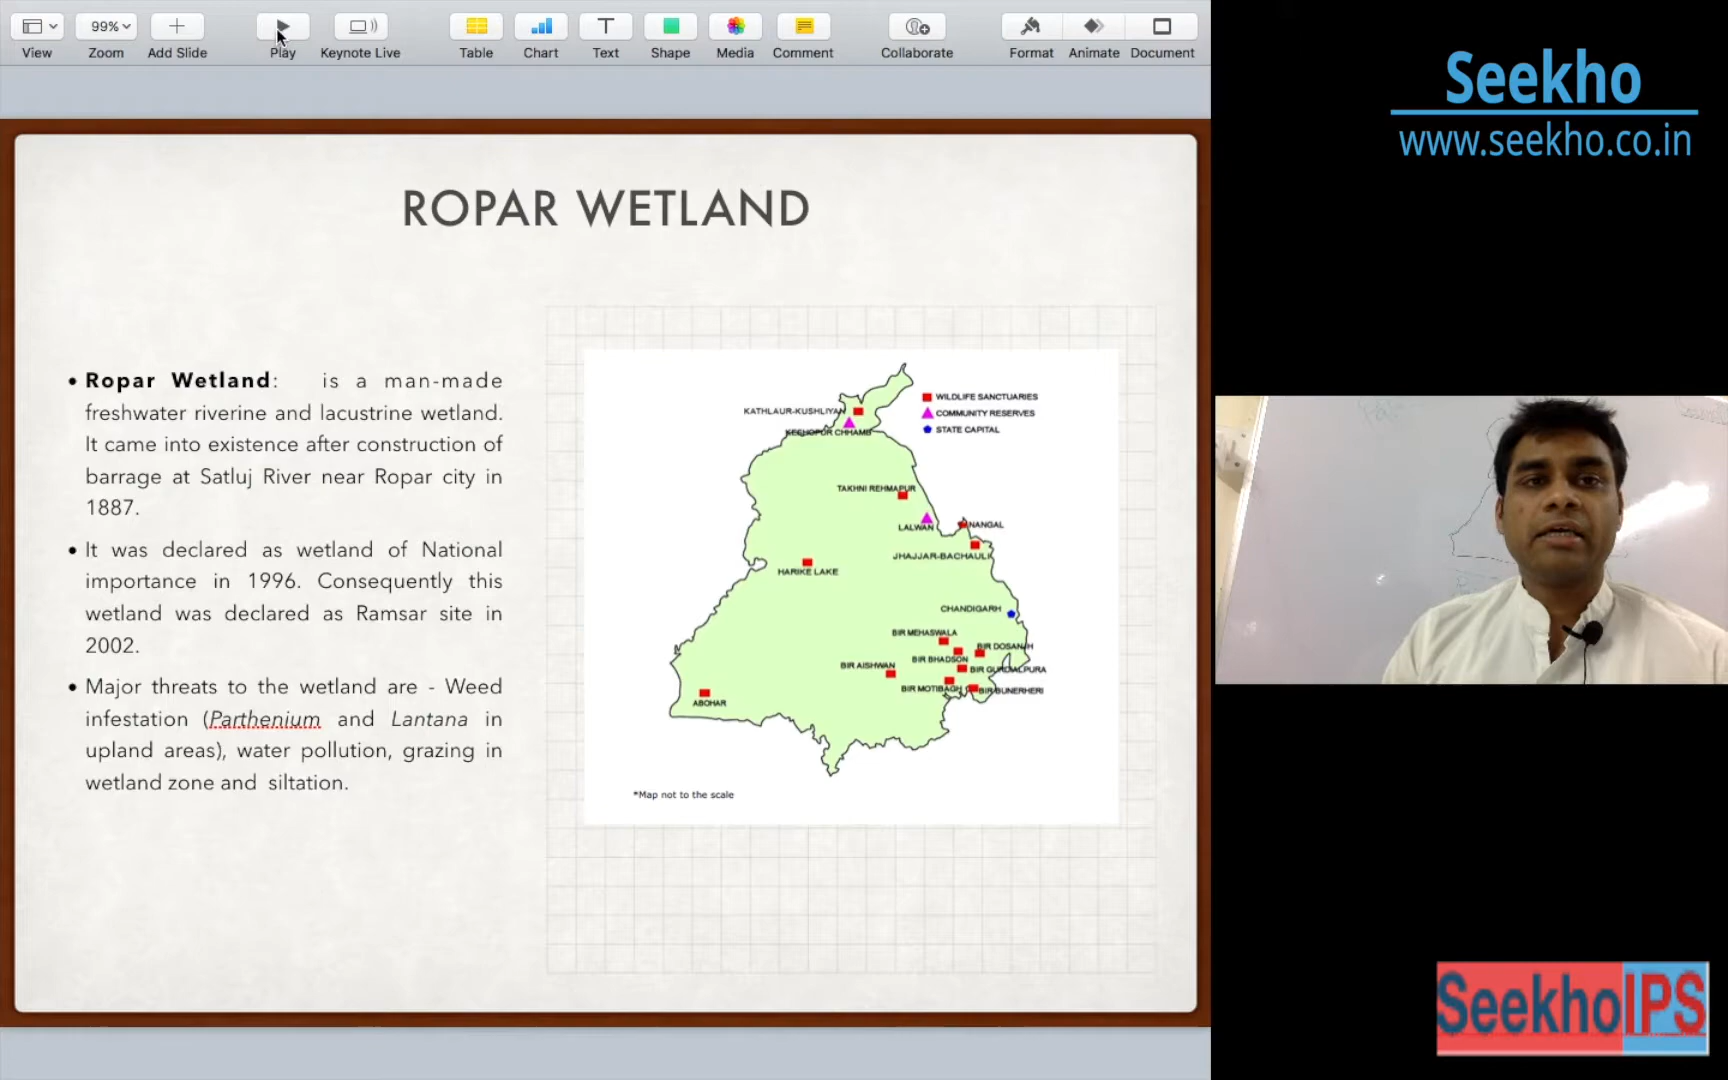 View
99%
Zoom
Add Slide
Play
Keynote Live
Table
Chart
Text
Shape
Media
Comment
Collaborate
Format
Animate
Document
Seekho
www.seekho.co.in
ROPAR WETLAND
• Ropar Wetland: is a man-made
freshwater riverine and lacustrine wetland.
It came into existence after construction of
barrage at Satluj River near Ropar city in
1887.
• It was declared as wetland of National
importance in 1996. Consequently this
wetland was declared as Ramsar site in
2002.
• Major threats to the wetland are - Weed
infestation (Parthenium and Lantana in
upland areas), water pollution, grazing in
wetland zone and siltation.
WILDLIFE SANCTUARIES
COMMUNITY RESERVES
STATE CAPITAL
KATHLAUR-KUSHLIYAN
KESHOPUR CHHAMB
TAKHNI REHMAPUR
LALWAN
NANGAL
JHAJJAR-BACHAULI
HARIKE LAKE
CHANDIGARH
BIR MEHASWALA
BIR DOSANJH
BIR BHADSON
BIR AISHWAN
BIR GURDIALPURA
BIR MOTIBAGH
BIR BUNERHERI
ABOHAR
*Map not to the scale
SeekhoIPS